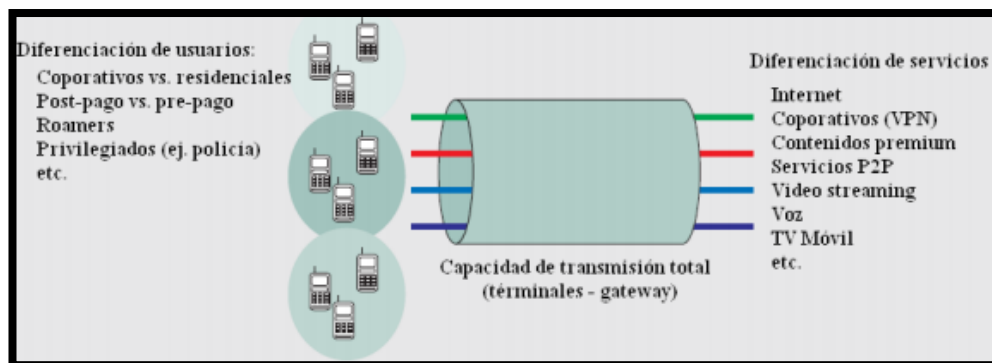 Diferenciación de usuarios:
Coporativos vs. residenciales
Post-pago vs. pre-pago
Roamers
Privilegiados (ej. policía)
etc.
Capacidad de transmisión total
(términales - gateway)
Diferenciación de servicios
Internet
Coporativos (VPN)
Contenidos premium
Servicios P2P
Video streaming
Voz
TV Móvil
etc.